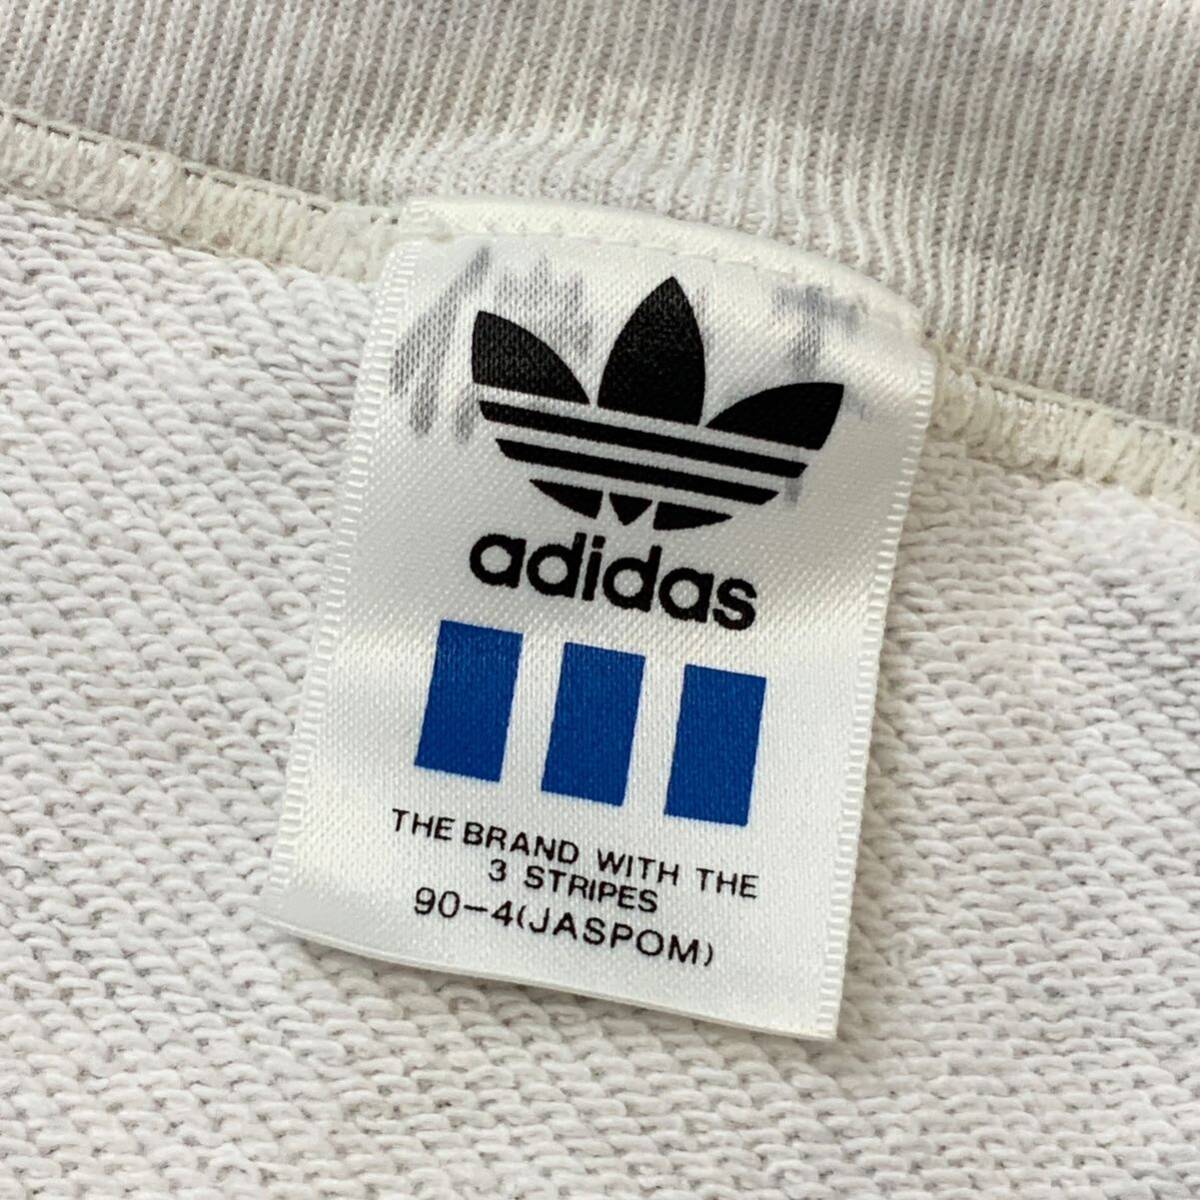 adidas
THE BRAND WITH THE
3 STRIPES
90-4(JASPOM)